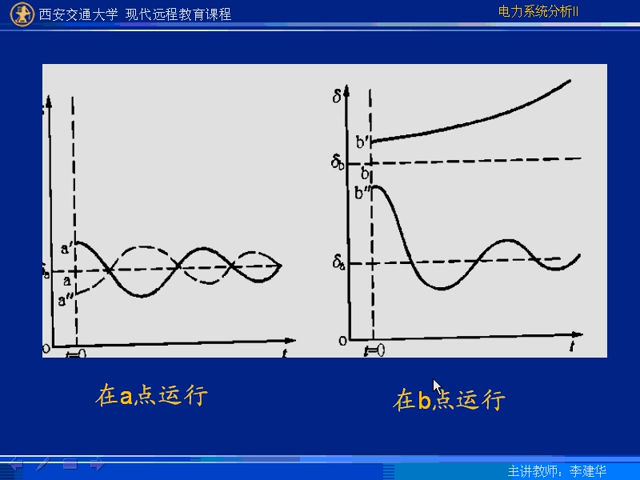 西安交通大学 现代远程教育课程
电力系统分析II
a'
a
a''
o
t=0
t
δ
b'
δb
b
b''
δa
o
t=0
t
在a点运行
在b点运行
主讲教师：李建华